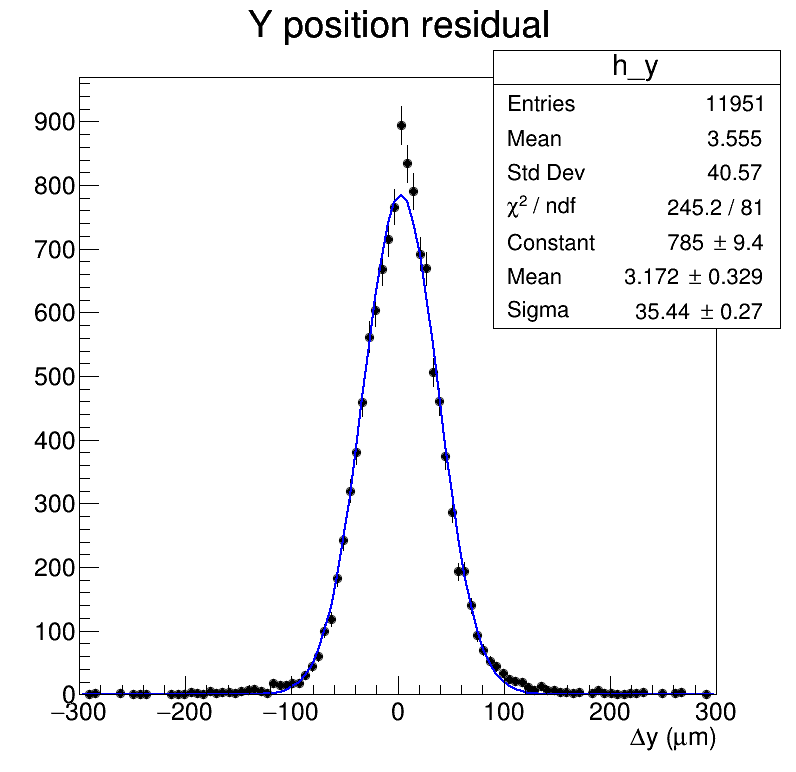 Y position residual
h_y
Entries 11951
Mean 3.555
Std Dev 40.57
χ² / ndf 245.2 / 81
Constant 785 ± 9.4
Mean 3.172 ± 0.329
Sigma 35.44 ± 0.27
900
800
700
600
500
400
300
200
100
0
−300 −200 −100 0 100 200 300
Δy (μm)